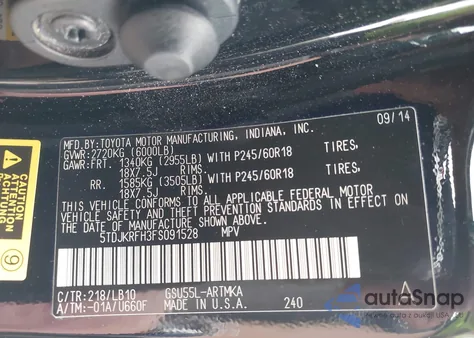 09/14
MFD.BY:TOYOTA MOTOR MANUFACTURING, INDIANA, INC.
GVWR:2720KG (6000LB)
GAWR:FRT. 1340KG (2955LB) WITH P245/60R18 TIRES,
18X7.5J RIMS
RR. 1585KG (3505LB) WITH P245/60R18 TIRES,
18X7.5J RIMS
THIS VEHICLE CONFORMS TO ALL APPLICABLE FEDERAL MOTOR
VEHICLE SAFETY AND THEFT PREVENTION STANDARDS
IN EFFECT ON THE DATE OF MANUFACTURE SHOWN ABOVE.
5TDJKRFH3FS091528 MPV
C/TR:218/LB10 GSU55L-ARTMKA
A/TM:-01A/U660F MADE IN U.S.A. 240
CAUTION
ATTENTION
9
autoSnap